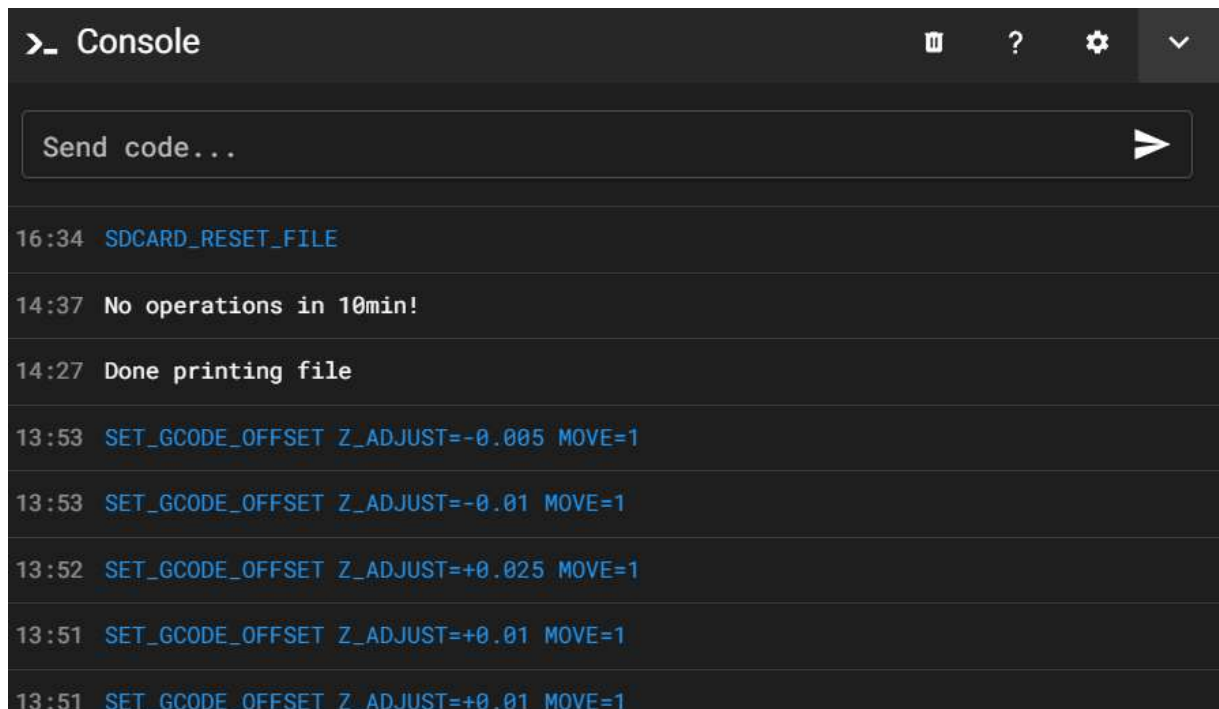 >_ Console
?
Send code...
16:34 SDCARD_RESET_FILE
14:37 No operations in 10min!
14:27 Done printing file
13:53 SET_GCODE_OFFSET Z_ADJUST=-0.005 MOVE=1
13:53 SET_GCODE_OFFSET Z_ADJUST=-0.01 MOVE=1
13:52 SET_GCODE_OFFSET Z_ADJUST=+0.025 MOVE=1
13:51 SET_GCODE_OFFSET Z_ADJUST=+0.01 MOVE=1
13:51 SET_GCODE_OFFSET Z_ADJUST=+0.01 MOVE=1